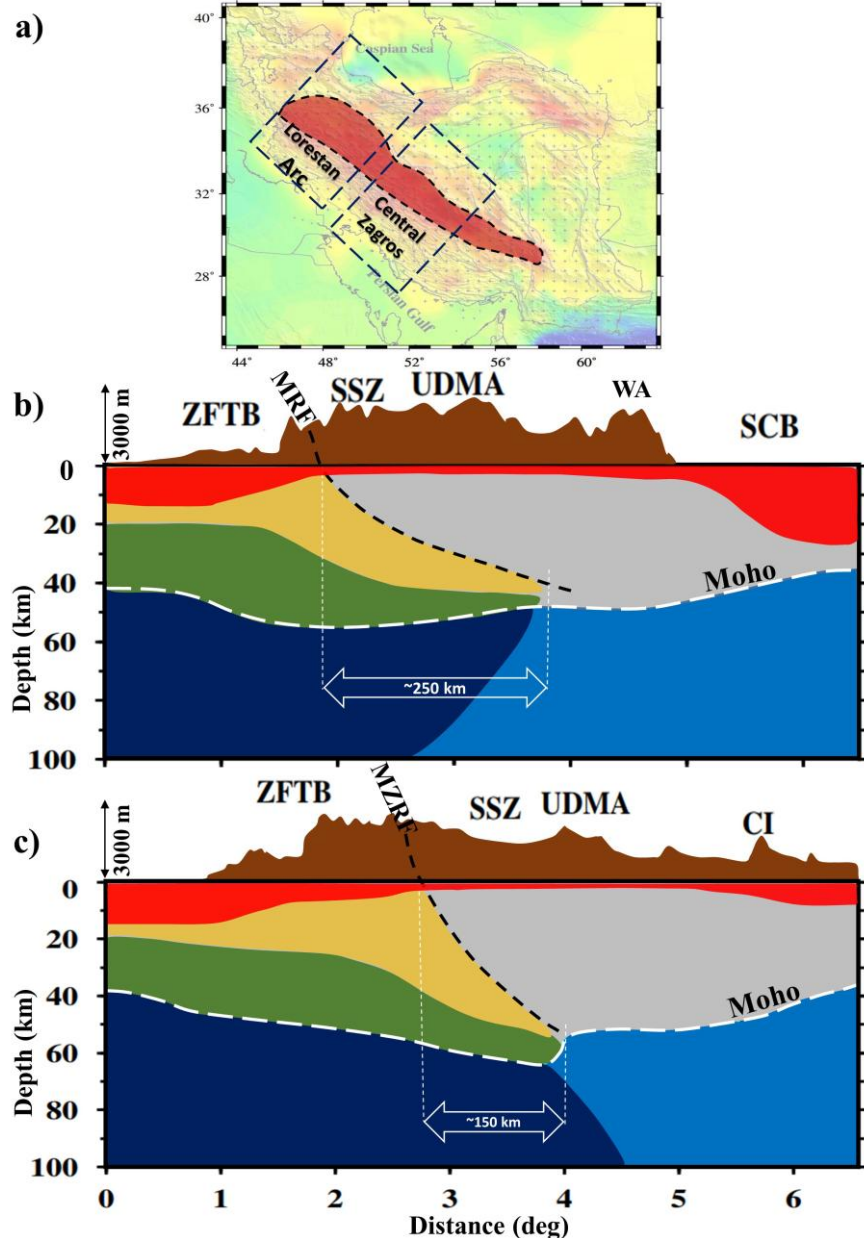 a)
40°
36°
32°
28°
Caspian Sea
Lorestan
Arc
Central
Zagros
Persian Gulf
44° 48° 52° 56° 60°
b)
3000 m
ZFTB
MRF
SSZ
UDMA
WA
SCB
0
20
40
60
80
100
Depth (km)
Moho
~250 km
c)
3000 m
ZFTB
MZRF
SSZ
UDMA
CI
0
20
40
60
80
100
Depth (km)
Moho
~150 km
0 1 2 3 4 5 6
Distance (deg)